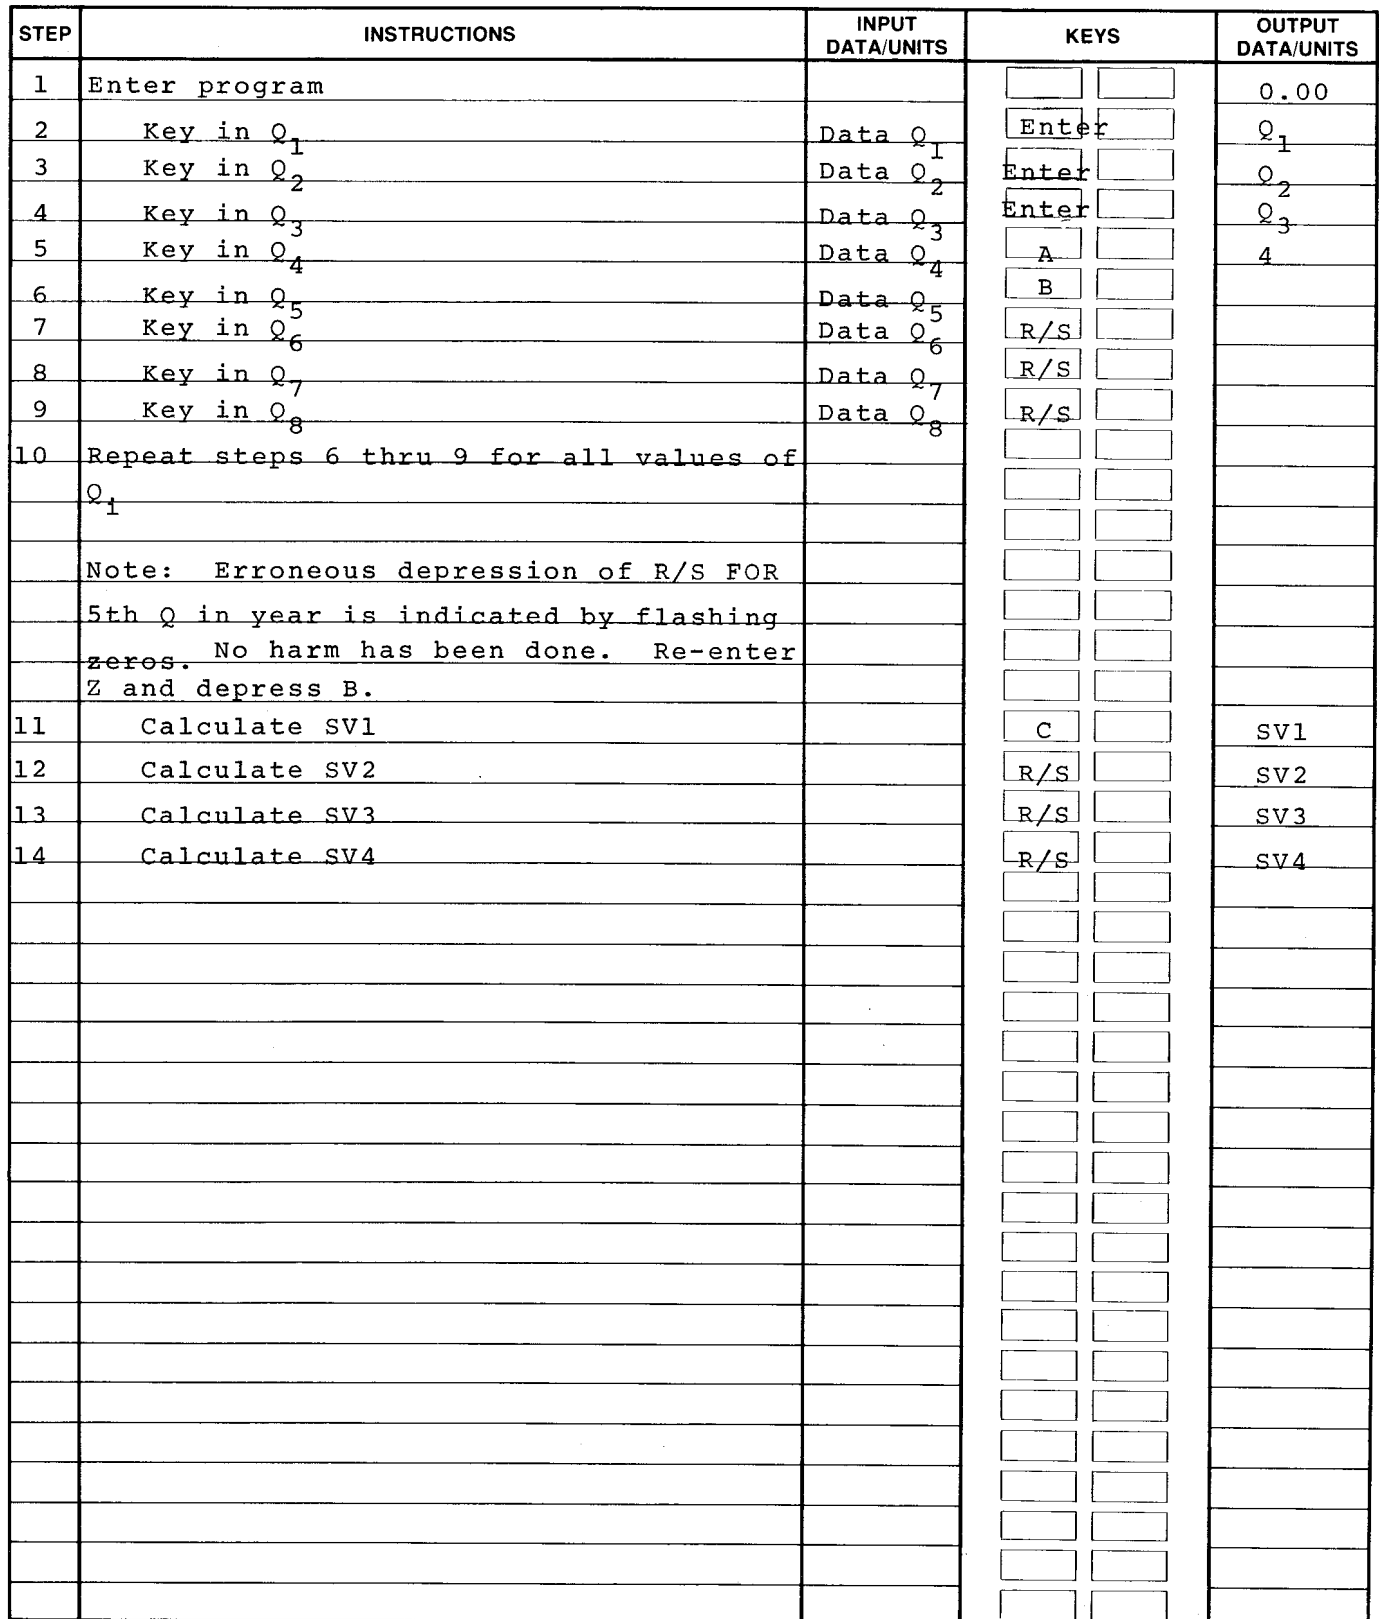 STEP INSTRUCTIONS INPUT DATA/UNITS KEYS OUTPUT DATA/UNITS
1 Enter program 0.00
2 Key in Q1 Data Q1 Enter Q1
3 Key in Q2 Data Q2 Enter Q2
4 Key in Q3 Data Q3 Enter Q3
5 Key in Q4 Data Q4 A 4
6 Key in Q5 Data Q5 B
7 Key in Q6 Data Q6 R/S
8 Key in Q7 Data Q7 R/S
9 Key in Q8 Data Q8 R/S
10 Repeat steps 6 thru 9 for all values of
Qi
Note: Erroneous depression of R/S FOR
5th Q in year is indicated by flashing
zeros. No harm has been done. Re-enter
Z and depress B.
11 Calculate SV1 C SV1
12 Calculate SV2 R/S SV2
13 Calculate SV3 R/S SV3
14 Calculate SV4 R/S SV4